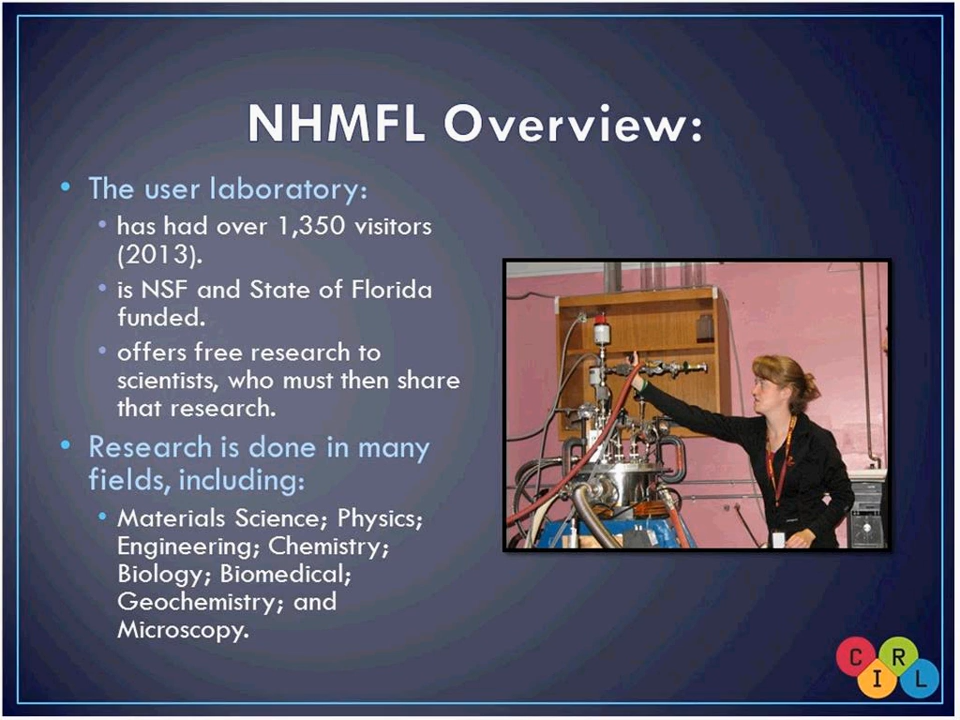 NHMFL Overview:
• The user laboratory:
• has had over 1,350 visitors
(2013).
• is NSF and State of Florida
funded.
• offers free research to
scientists, who must then share
that research.
• Research is done in many
fields, including:
• Materials Science; Physics;
Engineering; Chemistry;
Biology; Biomedical;
Geochemistry; and
Microscopy.
C R
I L